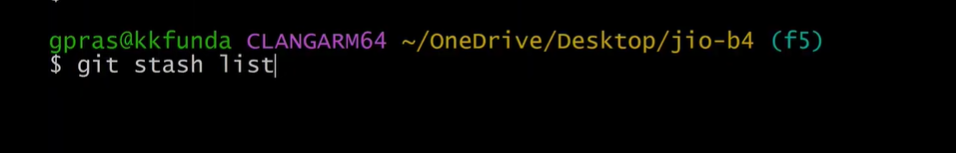 gpras@kkfunda CLANGARM64 ~/OneDrive/Desktop/jio-b4 (f5)
$ git stash list